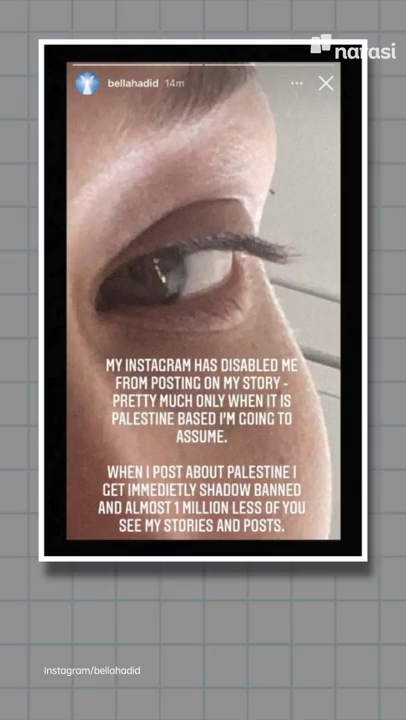 narasi
bellahadid 14m
MY INSTAGRAM HAS DISABLED ME
FROM POSTING ON MY STORY -
PRETTY MUCH ONLY WHEN IT IS
PALESTINE BASED I'M GOING TO
ASSUME.
WHEN I POST ABOUT PALESTINE I
GET IMMEDIETLY SHADOW BANNED
AND ALMOST 1 MILLION LESS OF YOU
SEE MY STORIES AND POSTS.
Instagram/bellahadid